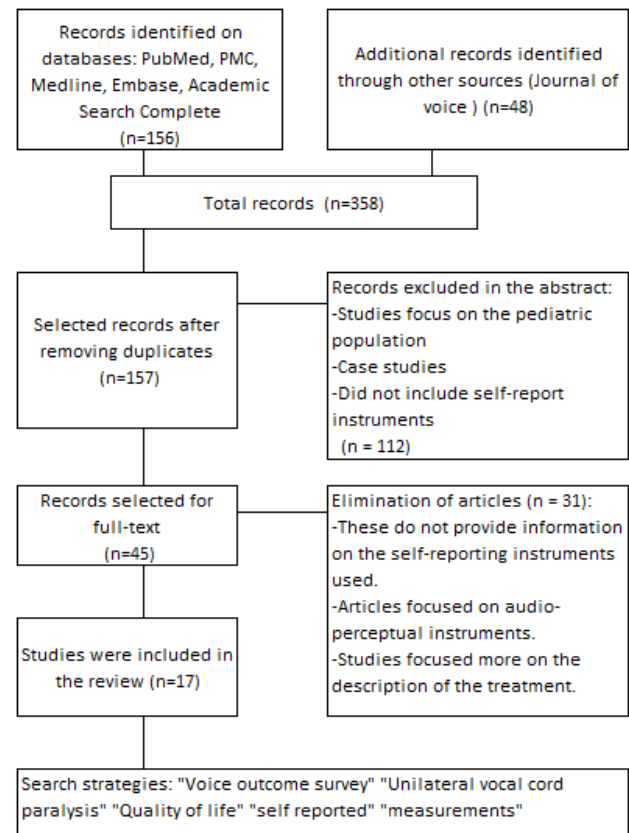 Records identified on
databases: PubMed, PMC,
Medline, Embase, Academic
Search Complete
(n=156)
Additional records identified
through other sources (Journal of
voice ) (n=48)
Total records (n=358)
Selected records after
removing duplicates
(n=157)
Records excluded in the abstract:
-Studies focus on the pediatric
population
-Case studies
-Did not include self-report
instruments
(n = 112)
Records selected for
full-text
(n=45)
Elimination of articles (n = 31):
-These do not provide information
on the self-reporting instruments
used.
-Articles focused on audio-
perceptual instruments.
-Studies focused more on the
description of the treatment.
Studies were included in
the review (n=17)
Search strategies: "Voice outcome survey" "Unilateral vocal cord
paralysis" "Quality of life" "self reported" "measurements"